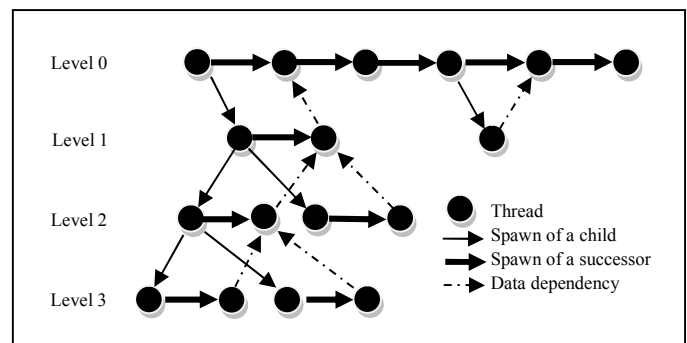 Level 0
Level 1
Level 2
Level 3
Thread
Spawn of a child
Spawn of a successor
Data dependency